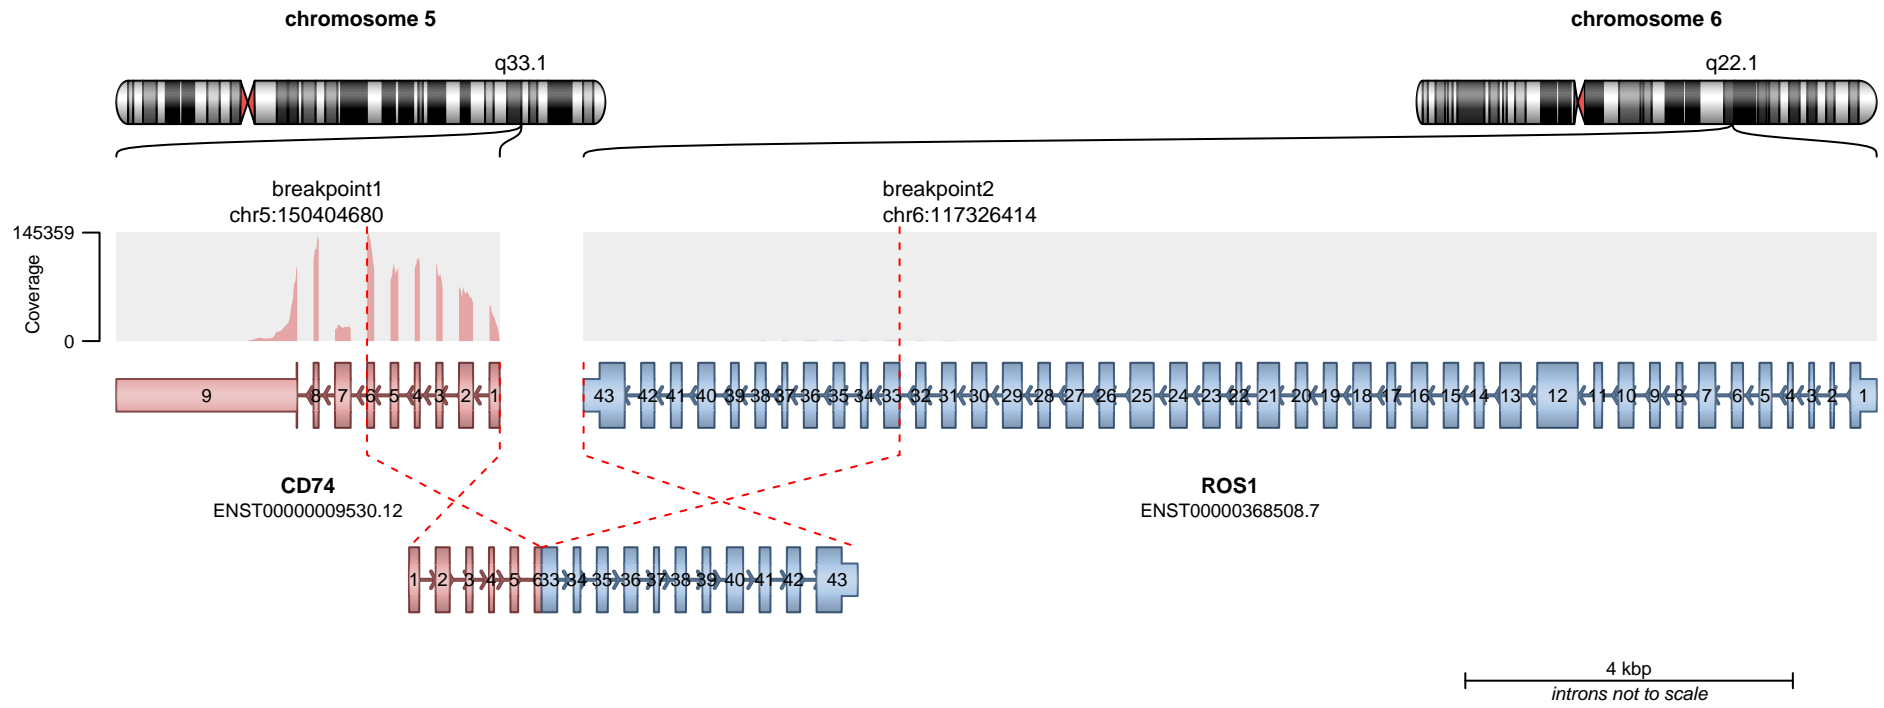 chromosome 5
chromosome 6
q33.1
q22.1
breakpoint1
chr5:150404680
breakpoint2
chr6:117326414
145359
Coverage
0
9 8 7 6 5 4 3 2 1
43 42 41 40 39 38 37 36 35 34 33 32 31 30 29 28 27 26 25 24 23 22 21 20 19 18 17 16 15 14 13 12 11 10 9 8 7 6 5 4 3 2 1
CD74
ENST00000009530.12
ROS1
ENST00000368508.7
1 2 3 4 5 6 33 34 35 36 37 38 39 40 41 42 43
4 kbp
introns not to scale